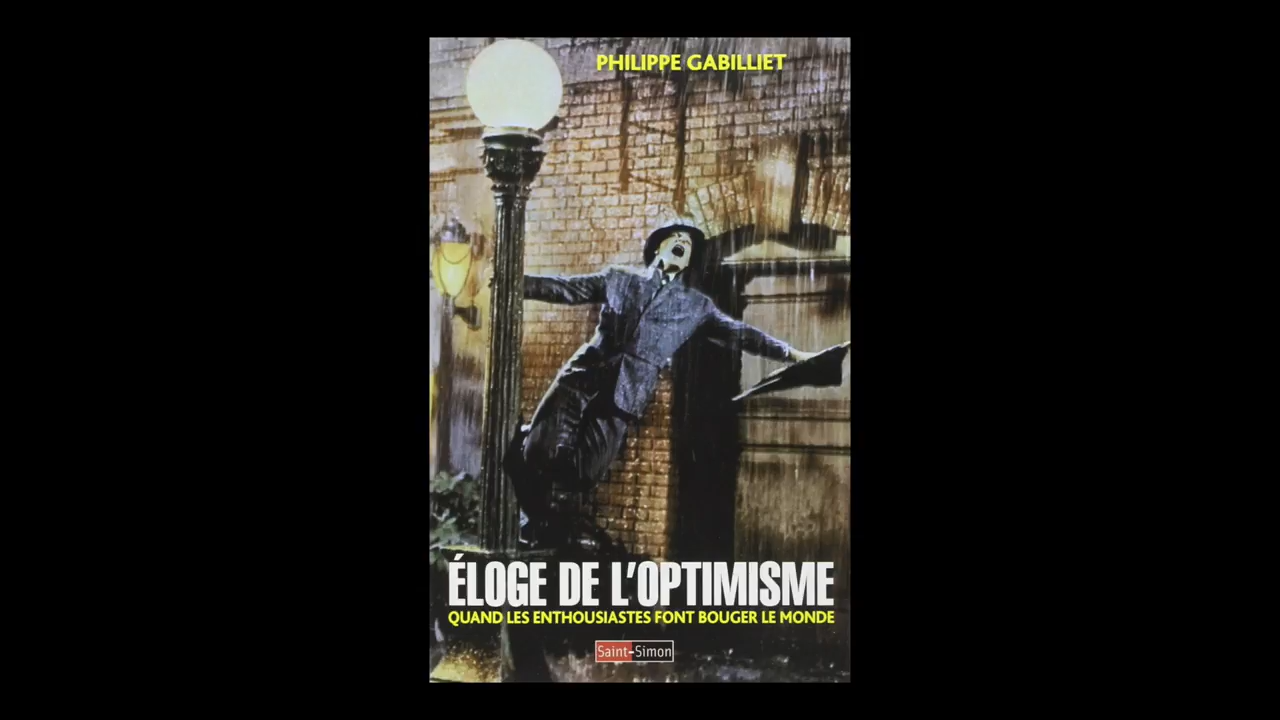 PHILIPPE GABILLIET
ÉLOGE DE L'OPTIMISME
QUAND LES ENTHOUSIASTES FONT BOUGER LE MONDE
Saint-Simon